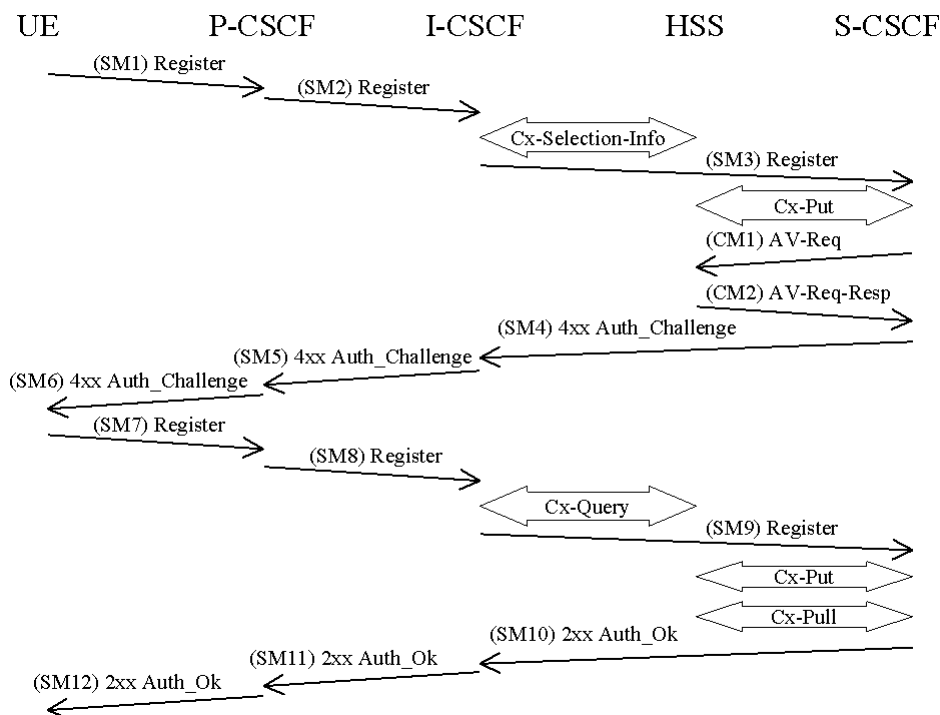 UE P-CSCF I-CSCF HSS S-CSCF
(SM1) Register
(SM2) Register
Cx-Selection-Info
(SM3) Register
Cx-Put
(CM1) AV-Req
(CM2) AV-Req-Resp
(SM4) 4xx Auth_Challenge
(SM5) 4xx Auth_Challenge
(SM6) 4xx Auth_Challenge
(SM7) Register
(SM8) Register
Cx-Query
(SM9) Register
Cx-Put
Cx-Pull
(SM10) 2xx Auth_Ok
(SM11) 2xx Auth_Ok
(SM12) 2xx Auth_Ok